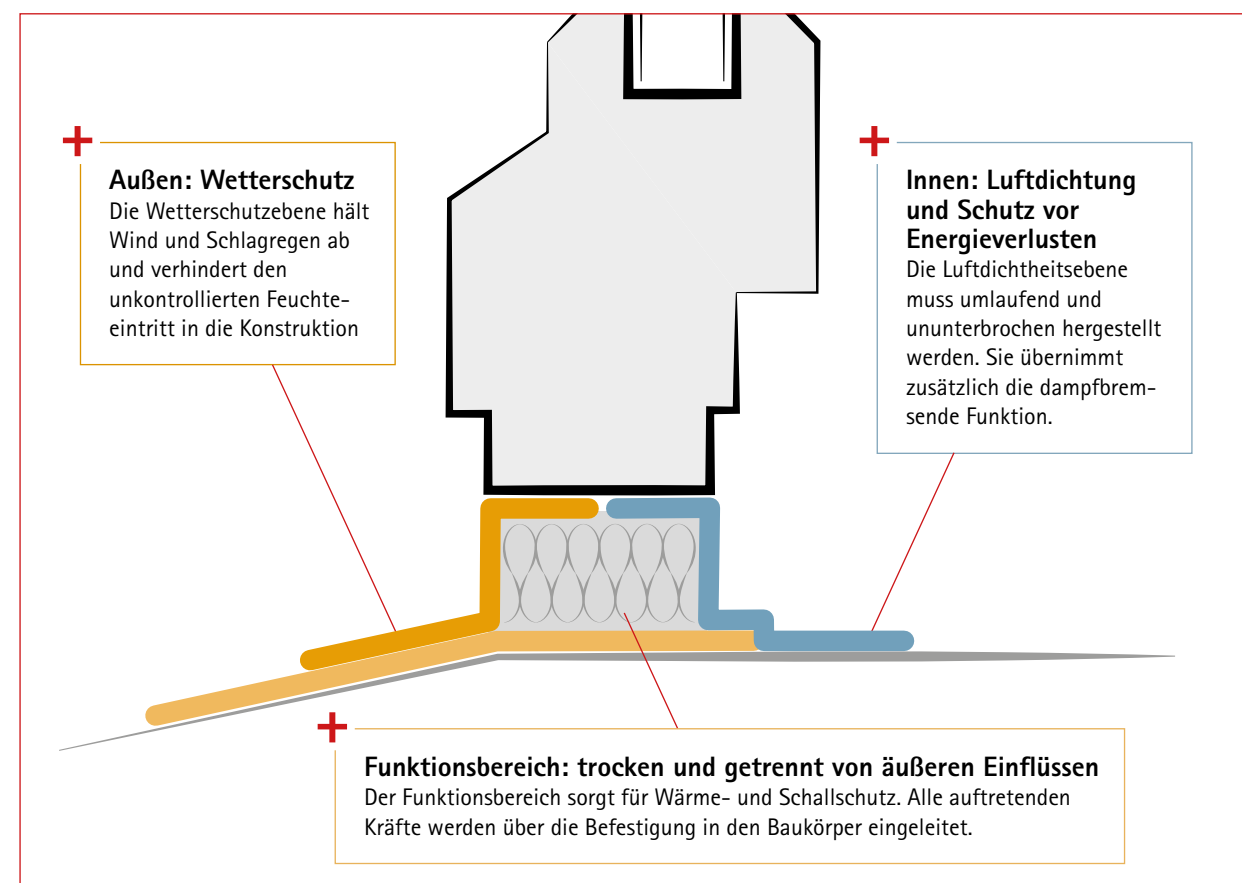 Außen: Wetterschutz
Die Wetterschutzebene hält
Wind und Schlagregen ab
und verhindert den
unkontrollierten Feuchte-
eintritt in die Konstruktion
Innen: Luftdichtung
und Schutz vor
Energieverlusten
Die Luftdichtheitsebene
muss umlaufend und
ununterbrochen hergestellt
werden. Sie übernimmt
zusätzlich die dampfbrem-
sende Funktion.
Funktionsbereich: trocken und getrennt von äußeren Einflüssen
Der Funktionsbereich sorgt für Wärme- und Schallschutz. Alle auftretenden
Kräfte werden über die Befestigung in den Baukörper eingeleitet.